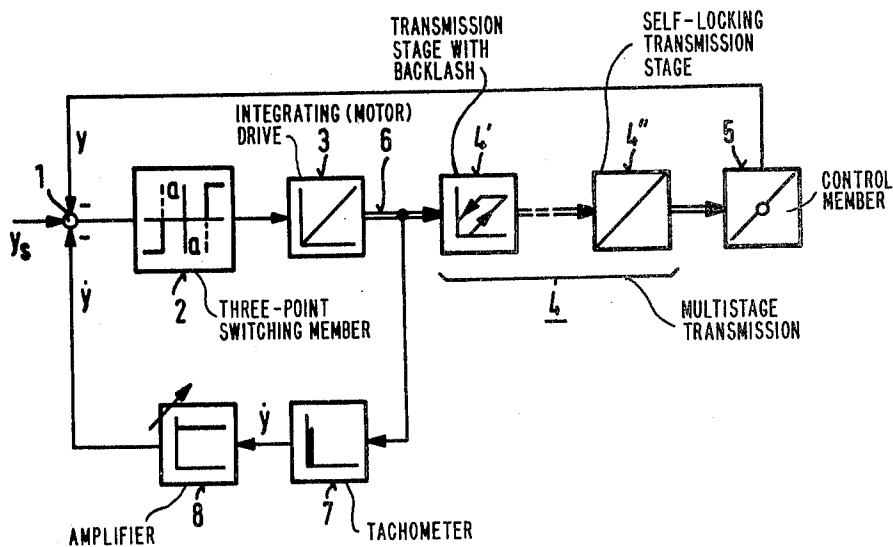 TRANSMISSION
STAGE WITH
BACKLASH
SELF-LOCKING
TRANSMISSION
STAGE
INTEGRATING (MOTOR)
DRIVE
3
6
4'
4"
5
y
1
-
-
yₛ
a
a
2
THREE-POINT
SWITCHING MEMBER
CONTROL
MEMBER
4
MULTISTAGE
TRANSMISSION
ẏ
ẏ
8
7
AMPLIFIER
TACHOMETER